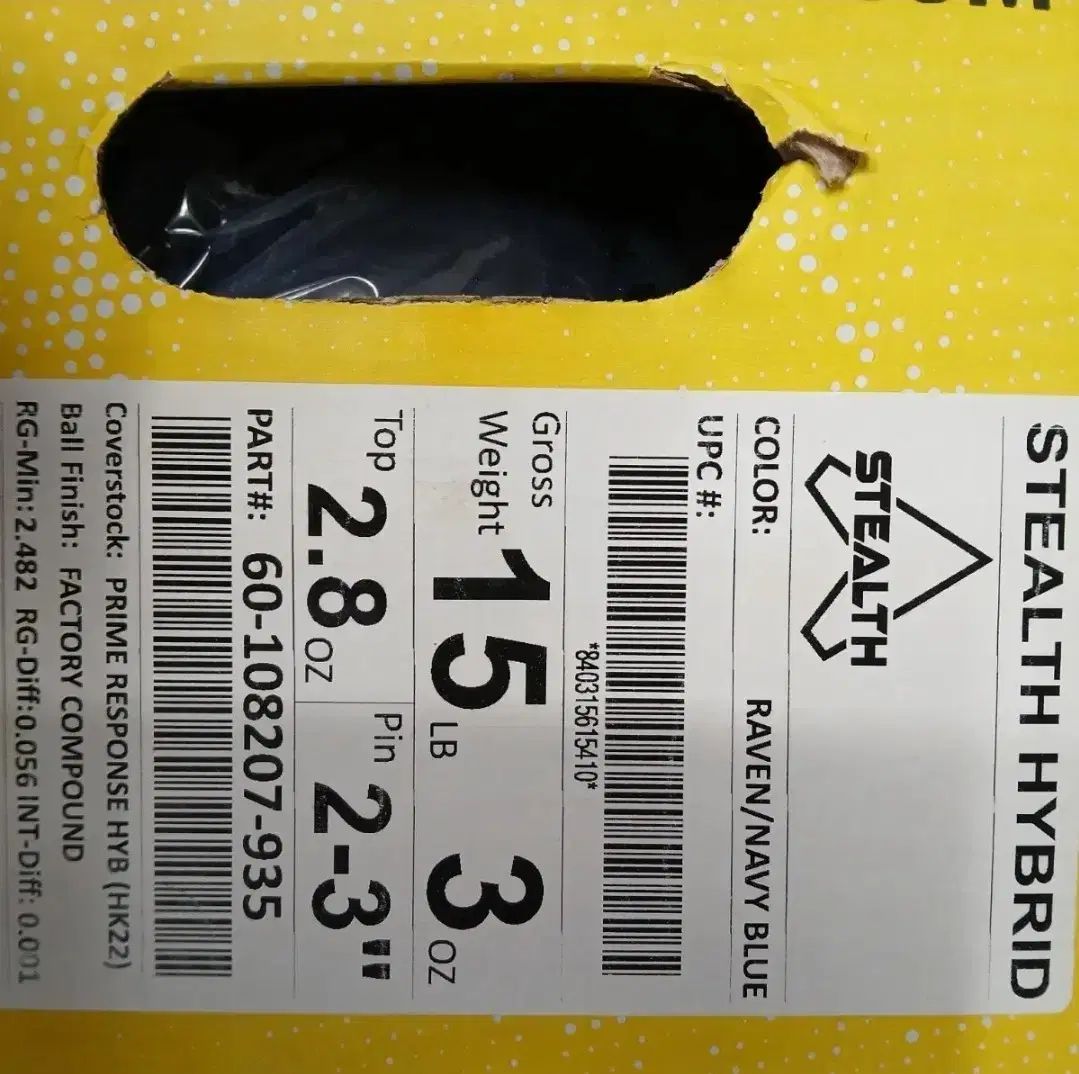 STEALTH HYBRID
STEALTH
COLOR: RAVEN/NAVY BLUE
UPC #:
*840315615410*
Gross
Weight 15 LB 3 OZ
Top 2.8 OZ Pin 2-3"
PART#: 60-108207-935
Coverstock: PRIME RESPONSE HYB (HK22)
Ball Finish: FACTORY COMPOUND
RG-Min:2.482 RG-Diff:0.056 INT-Diff: 0.001